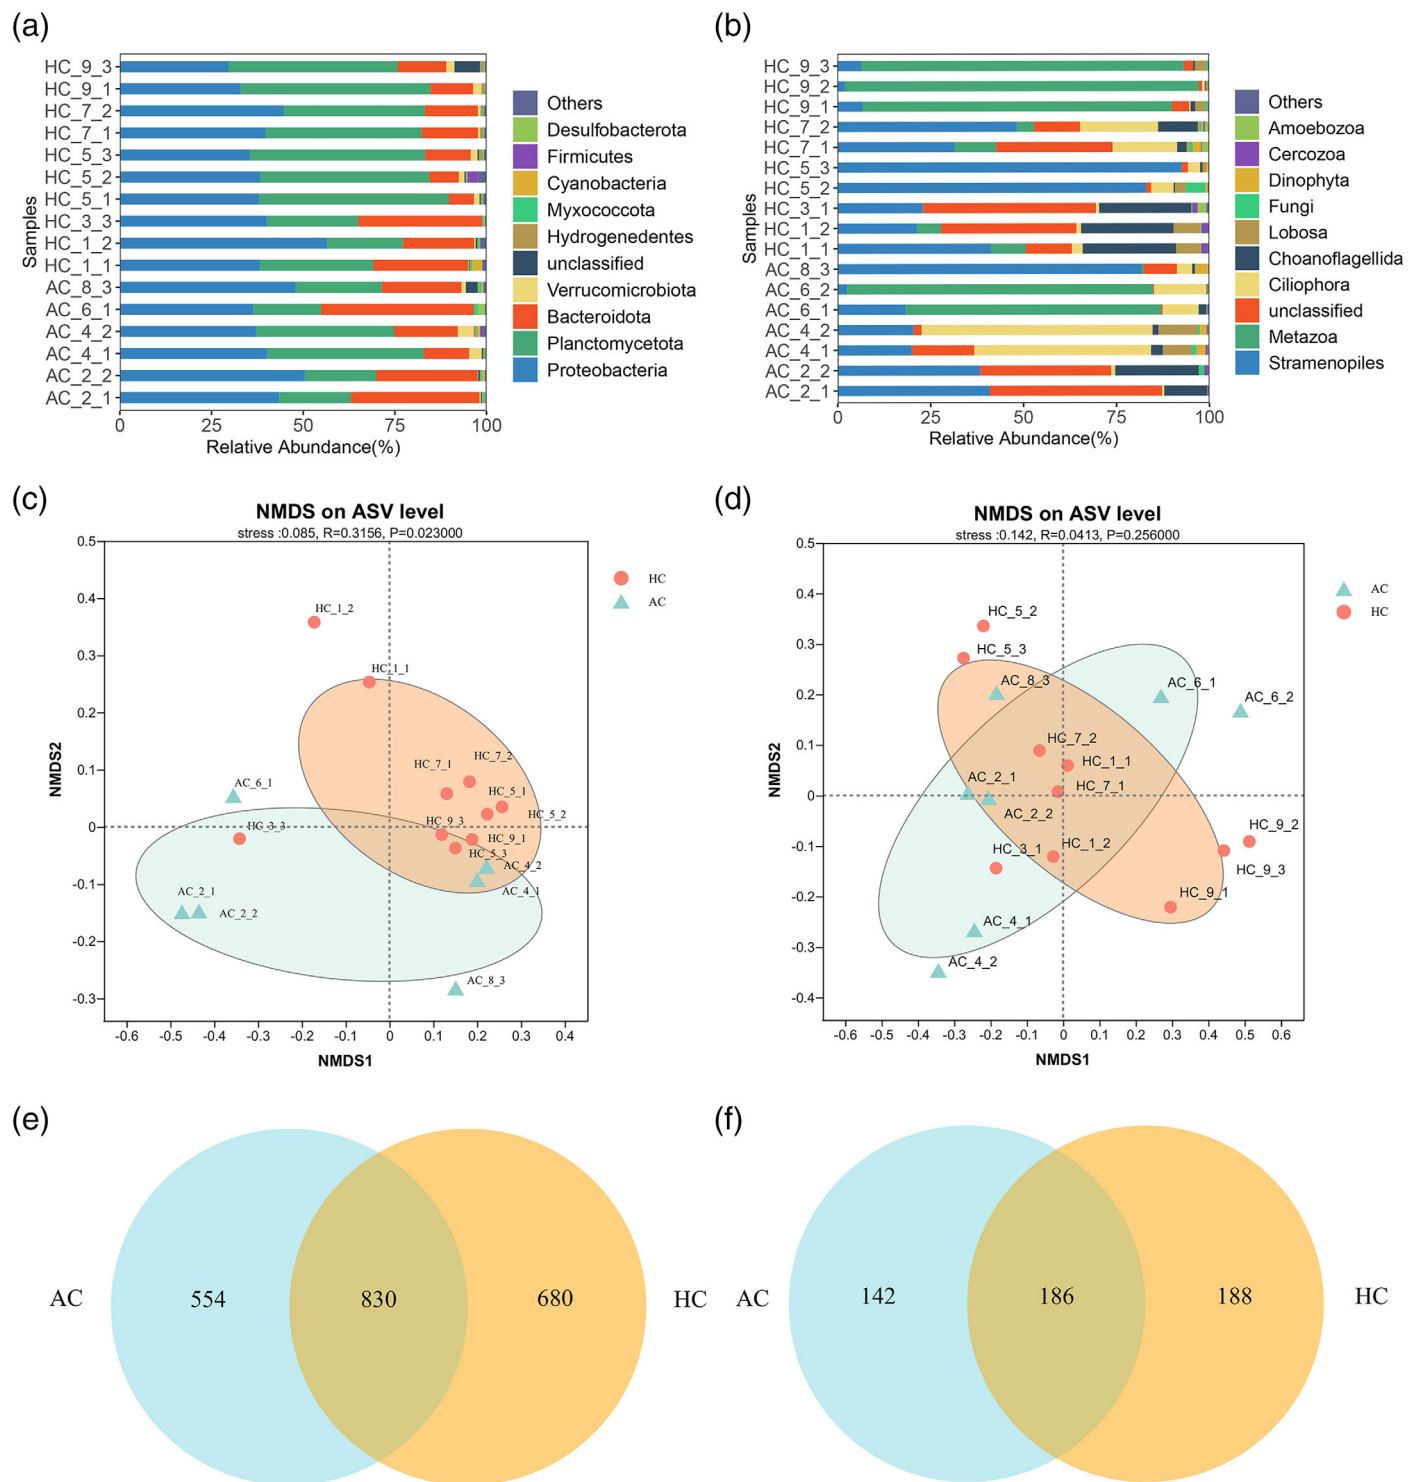 (a)
HC_9_3
HC_9_1
HC_7_2
HC_7_1
HC_5_3
HC_5_2
HC_5_1
HC_3_3
HC_1_2
HC_1_1
AC_8_3
AC_6_1
AC_4_2
AC_4_1
AC_2_2
AC_2_1
Samples
0 25 50 75 100
Relative Abundance(%)
Others
Desulfobacterota
Firmicutes
Cyanobacteria
Myxococcota
Hydrogenedentes
unclassified
Verrucomicrobiota
Bacteroidota
Planctomycetota
Proteobacteria
(b)
HC_9_3
HC_9_2
HC_9_1
HC_7_2
HC_7_1
HC_5_3
HC_5_2
HC_3_1
HC_1_2
HC_1_1
AC_8_3
AC_6_2
AC_6_1
AC_4_2
AC_4_1
AC_2_2
AC_2_1
Samples
0 25 50 75 100
Relative Abundance(%)
Others
Amoebozoa
Cercozoa
Dinophyta
Fungi
Lobosa
Choanoflagellida
Ciliophora
unclassified
Metazoa
Stramenopiles
(c)
NMDS on ASV level
stress :0.085, R=0.3156, P=0.023000
0.5
0.4
0.3
0.2
0.1
0
-0.1
-0.2
-0.3
NMDS2
HC_1_2
HC_1_1
HC_7_2
HC_7_1
AC_6_1
HC_5_1
HC_5_2
HC_9_3
HC_3_3
HC_9_1
HC_5_3
AC_4_2
AC_4_1
AC_2_1
AC_2_2
AC_8_3
-0.6 -0.5 -0.4 -0.3 -0.2 -0.1 0 0.1 0.2 0.3 0.4
NMDS1
HC
AC
(d)
NMDS on ASV level
stress :0.142, R=0.0413, P=0.256000
0.5
0.4
0.3
0.2
0.1
0
-0.1
-0.2
-0.3
-0.4
NMDS2
HC_5_2
HC_5_3
AC_8_3
AC_6_1
AC_6_2
HC_7_2
HC_1_1
AC_2_1
HC_7_1
AC_2_2
HC_9_2
HC_3_1
HC_1_2
HC_9_3
HC_9_1
AC_4_1
AC_4_2
-0.6 -0.5 -0.4 -0.3 -0.2 -0.1 0 0.1 0.2 0.3 0.4 0.5 0.6
NMDS1
AC
HC
(e)
AC 554 830 680 HC
(f)
AC 142 186 188 HC